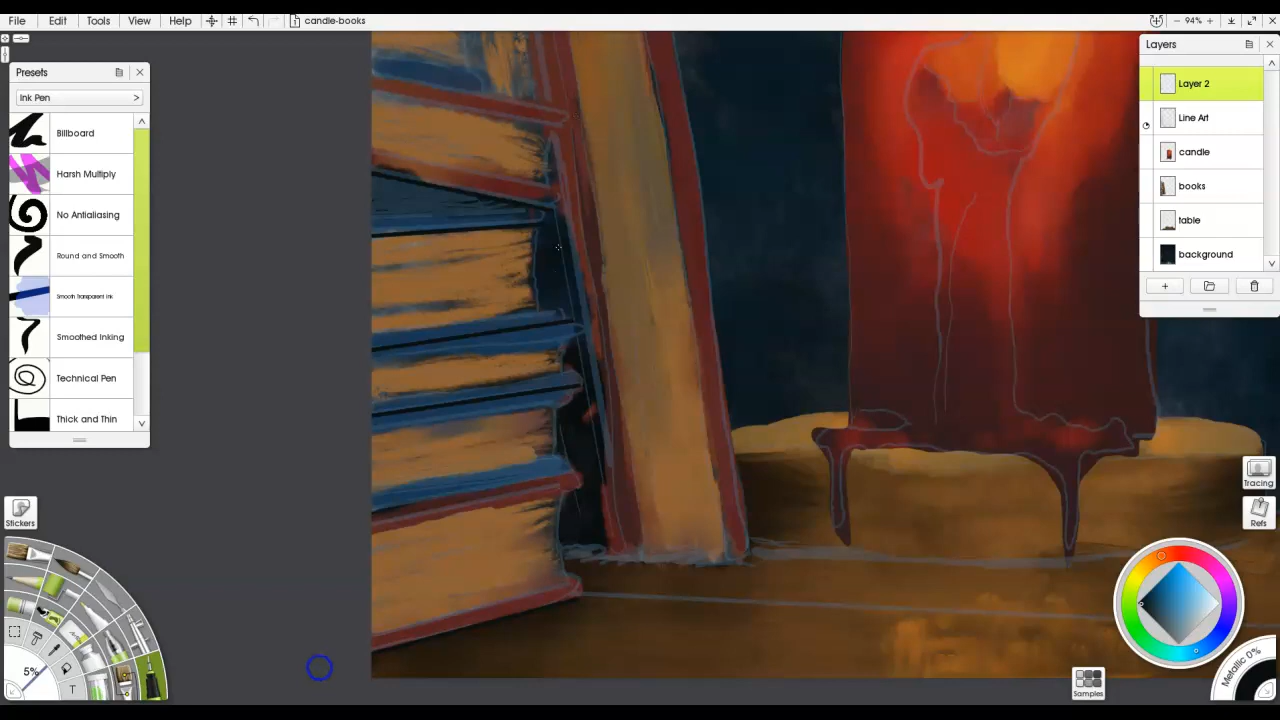 File Edit Tools View Help 1 candle-books 94%
Presets
Ink Pen >
Billboard
Harsh Multiply
No Antialiasing
Round and Smooth
Smooth Transparent Ink
Smoothed Inking
Technical Pen
Thick and Thin
Stickers
5%
T
Layers
Layer 2
Line Art
candle
books
table
background
Tracing
Refs
Samples
Metallic 0%